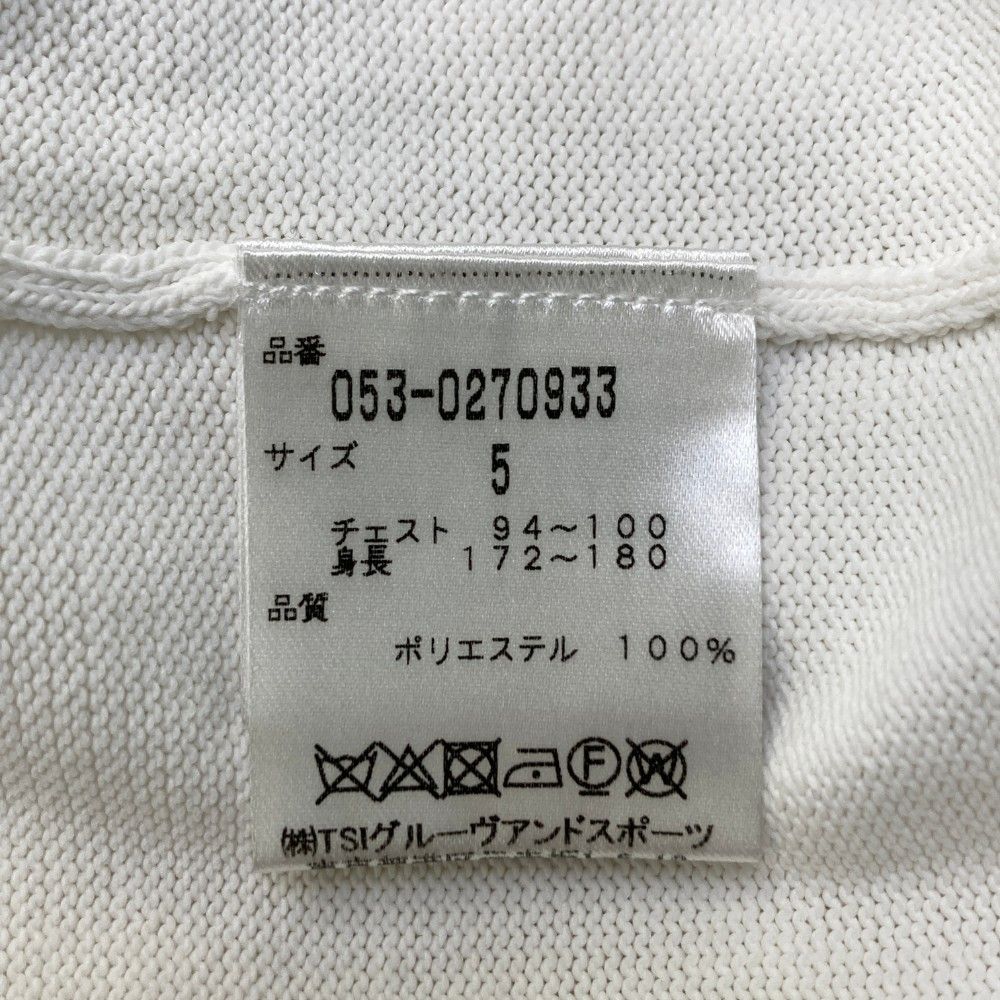 品番
053-0270933
サイズ 5
チェスト 94～100
身長 172～180
品質
ポリエステル 100%
F W
㈱TSIグルーヴアンドスポーツ